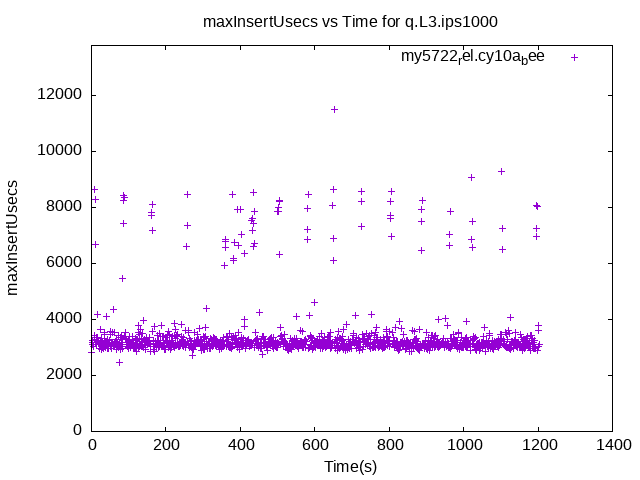 maxInsertUsecs vs Time for q.L3.ips1000
my5722rel.cy10abee
12000
10000
8000
6000
4000
2000
0
maxInsertUsecs
0 200 400 600 800 1000 1200 1400
Time(s)